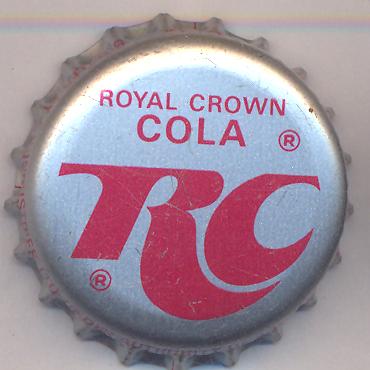 ROYAL CROWN
COLA ®
RC
®